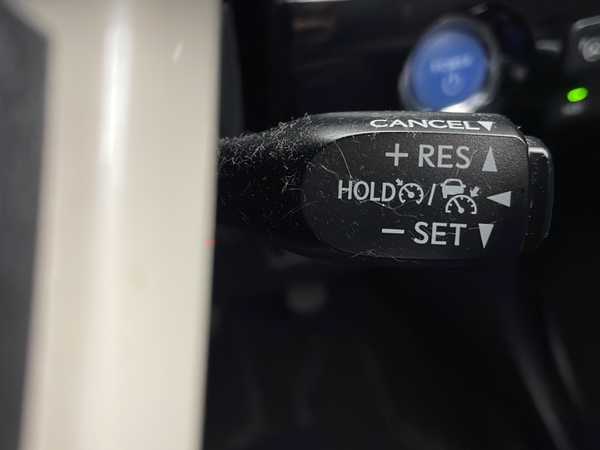 CANCEL
+ RES
HOLD /
- SET